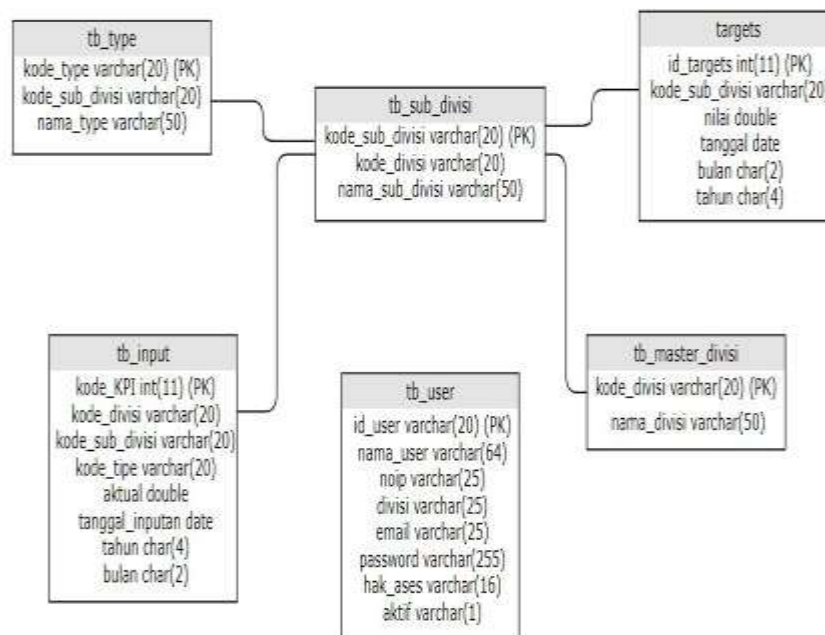 tb_type
kode_type varchar(20) (PK)
kode_sub_divisi varchar(20)
nama_type varchar(50)
tb_sub_divisi
kode_sub_divisi varchar(20) (PK)
kode_divisi varchar(20)
nama_sub_divisi varchar(50)
targets
id_targets int(11) (PK)
kode_sub_divisi varchar(20
nilai double
tanggal date
bulan char(2)
tahun char(4)
tb_input
kode_KPI int(11) (PK)
kode_divisi varchar(20)
kode_sub_divisi varchar(20)
kode_tipe varchar(20)
aktual double
tanggal_inputan date
tahun char(4)
bulan char(2)
tb_user
id_user varchar(20) (PK)
nama_user varchar(64)
noip varchar(25)
divisi varchar(25)
email varchar(25)
password varchar(255)
hak_ases varchar(16)
aktif varchar(1)
tb_master_divisi
kode_divisi varchar(20) (PK)
nama_divisi varchar(50)